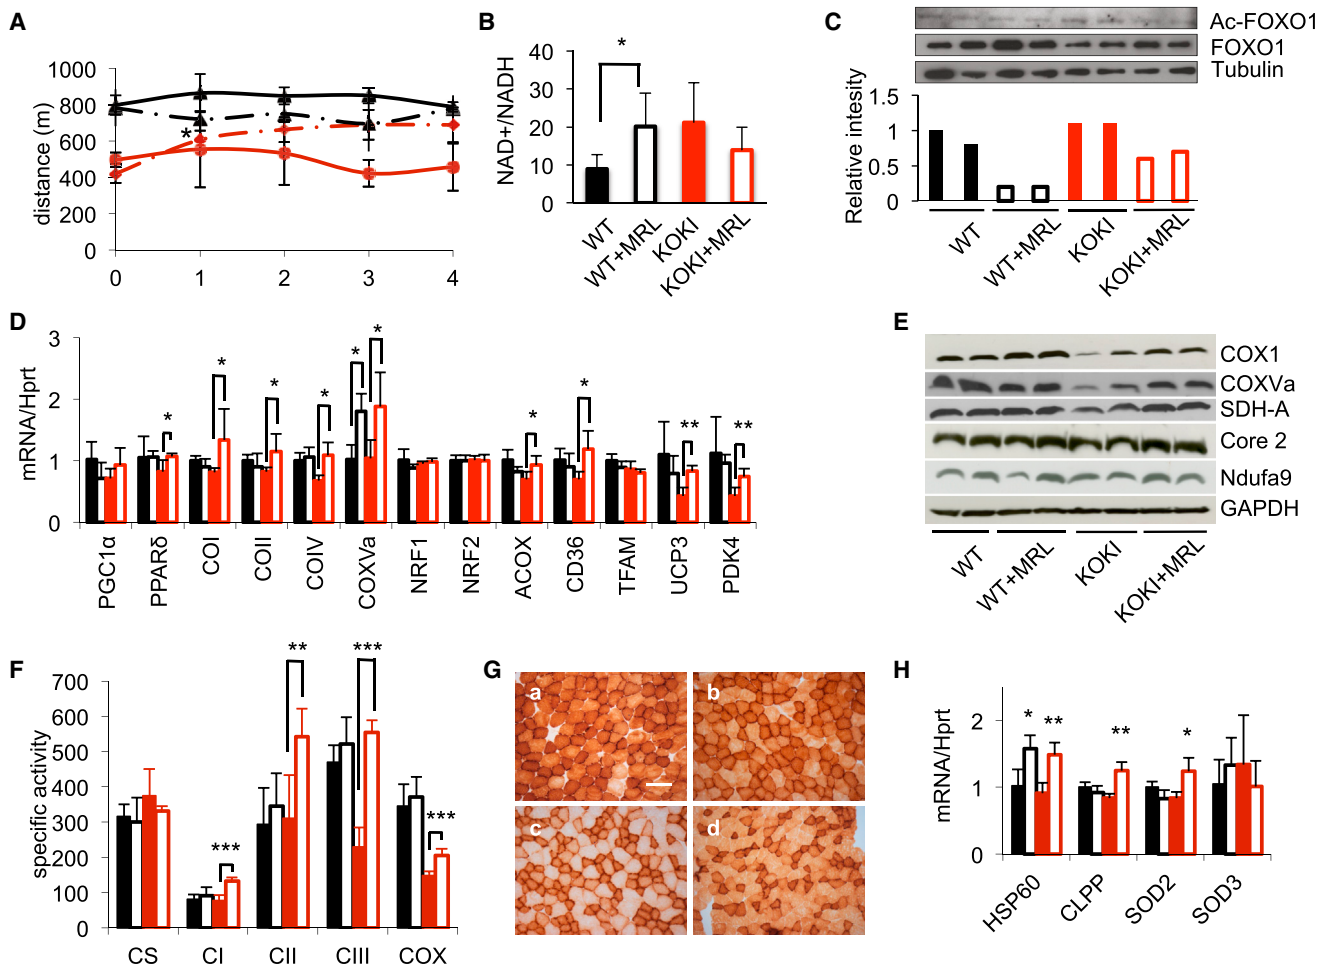 A
distance (m)
1000
800
600
400
200
0
*
0 1 2 3 4
B
NAD+/NADH
40
30
20
10
0
*
WT
WT+MRL
KOKI
KOKI+MRL
C
Ac-FOXO1
FOXO1
Tubulin
Relative intesity
1.5
1
0.5
0
WT
WT+MRL
KOKI
KOKI+MRL
D
mRNA/Hprt
3
2
1
0
* * * * * * * * ** **
PGC1α
PPARδ
COI
COII
COIV
COXVa
NRF1
NRF2
ACOX
CD36
TFAM
UCP3
PDK4
E
COX1
COXVa
SDH-A
Core 2
Ndufa9
GAPDH
WT
WT+MRL
KOKI
KOKI+MRL
F
specific activity
700
600
500
400
300
200
100
0
*** ** *** ***
CS CI CII CIII COX
G
a
b
c
d
H
mRNA/Hprt
2
1
0
* ** ** *
HSP60
CLPP
SOD2
SOD3